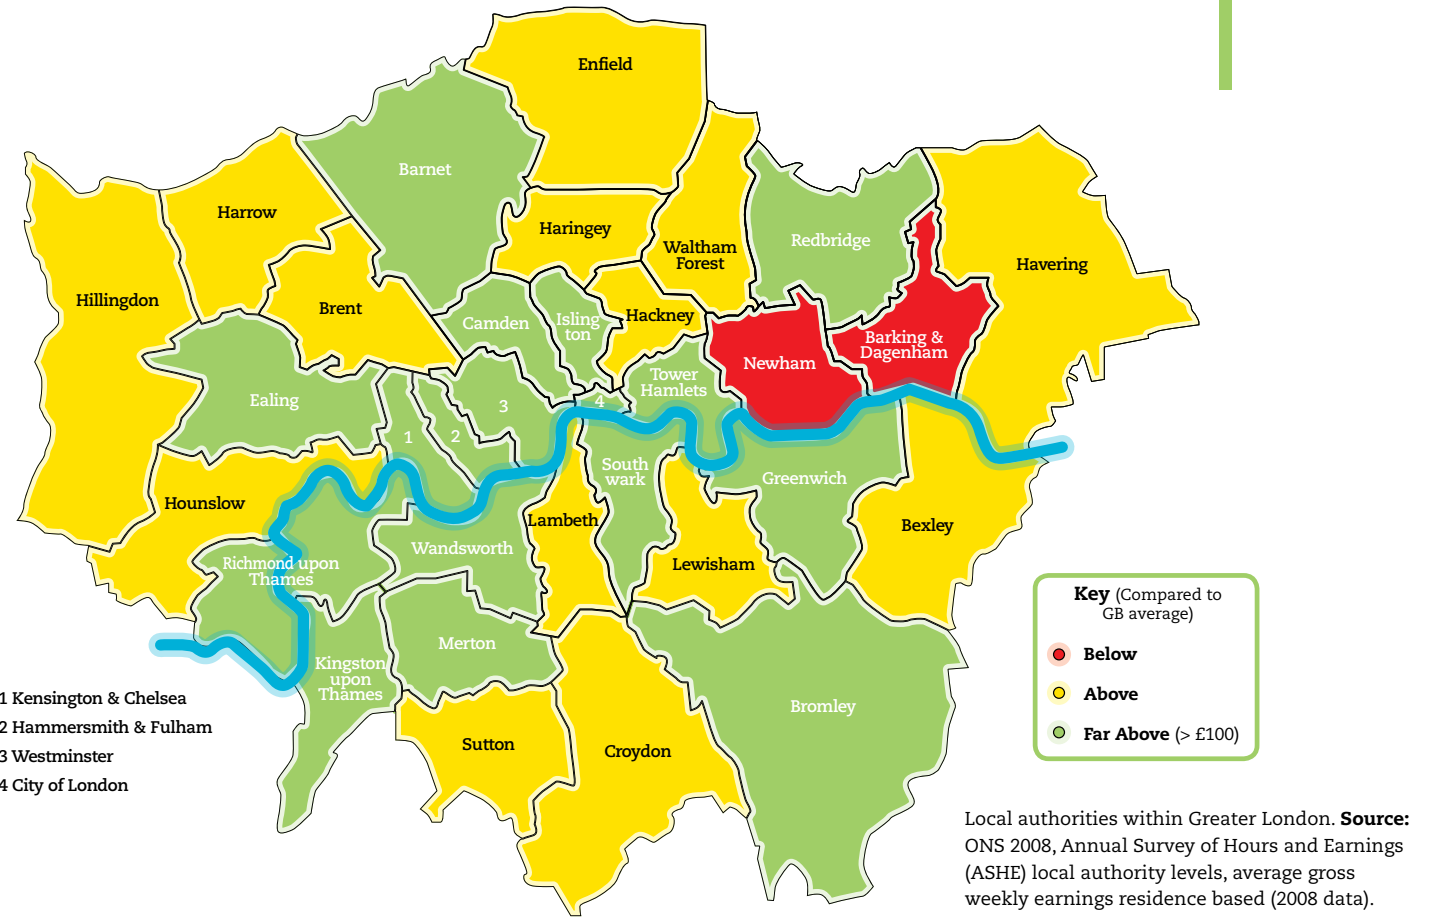 Enfield
Barnet
Harrow
Haringey
Waltham
Forest
Redbridge
Havering
Hillingdon
Brent
Camden
Isling
ton
Hackney
Newham
Barking &
Dagenham
Tower
Hamlets
Ealing
1
2
3
4
Hounslow
South
wark
Greenwich
Lambeth
Bexley
Richmond upon
Thames
Wandsworth
Lewisham
Merton
Kingston
upon
Thames
Bromley
Sutton
Croydon
1 Kensington & Chelsea
2 Hammersmith & Fulham
3 Westminster
4 City of London
Key (Compared to
GB average)
Below
Above
Far Above (> £100)
Local authorities within Greater London. Source:
ONS 2008, Annual Survey of Hours and Earnings
(ASHE) local authority levels, average gross
weekly earnings residence based (2008 data).